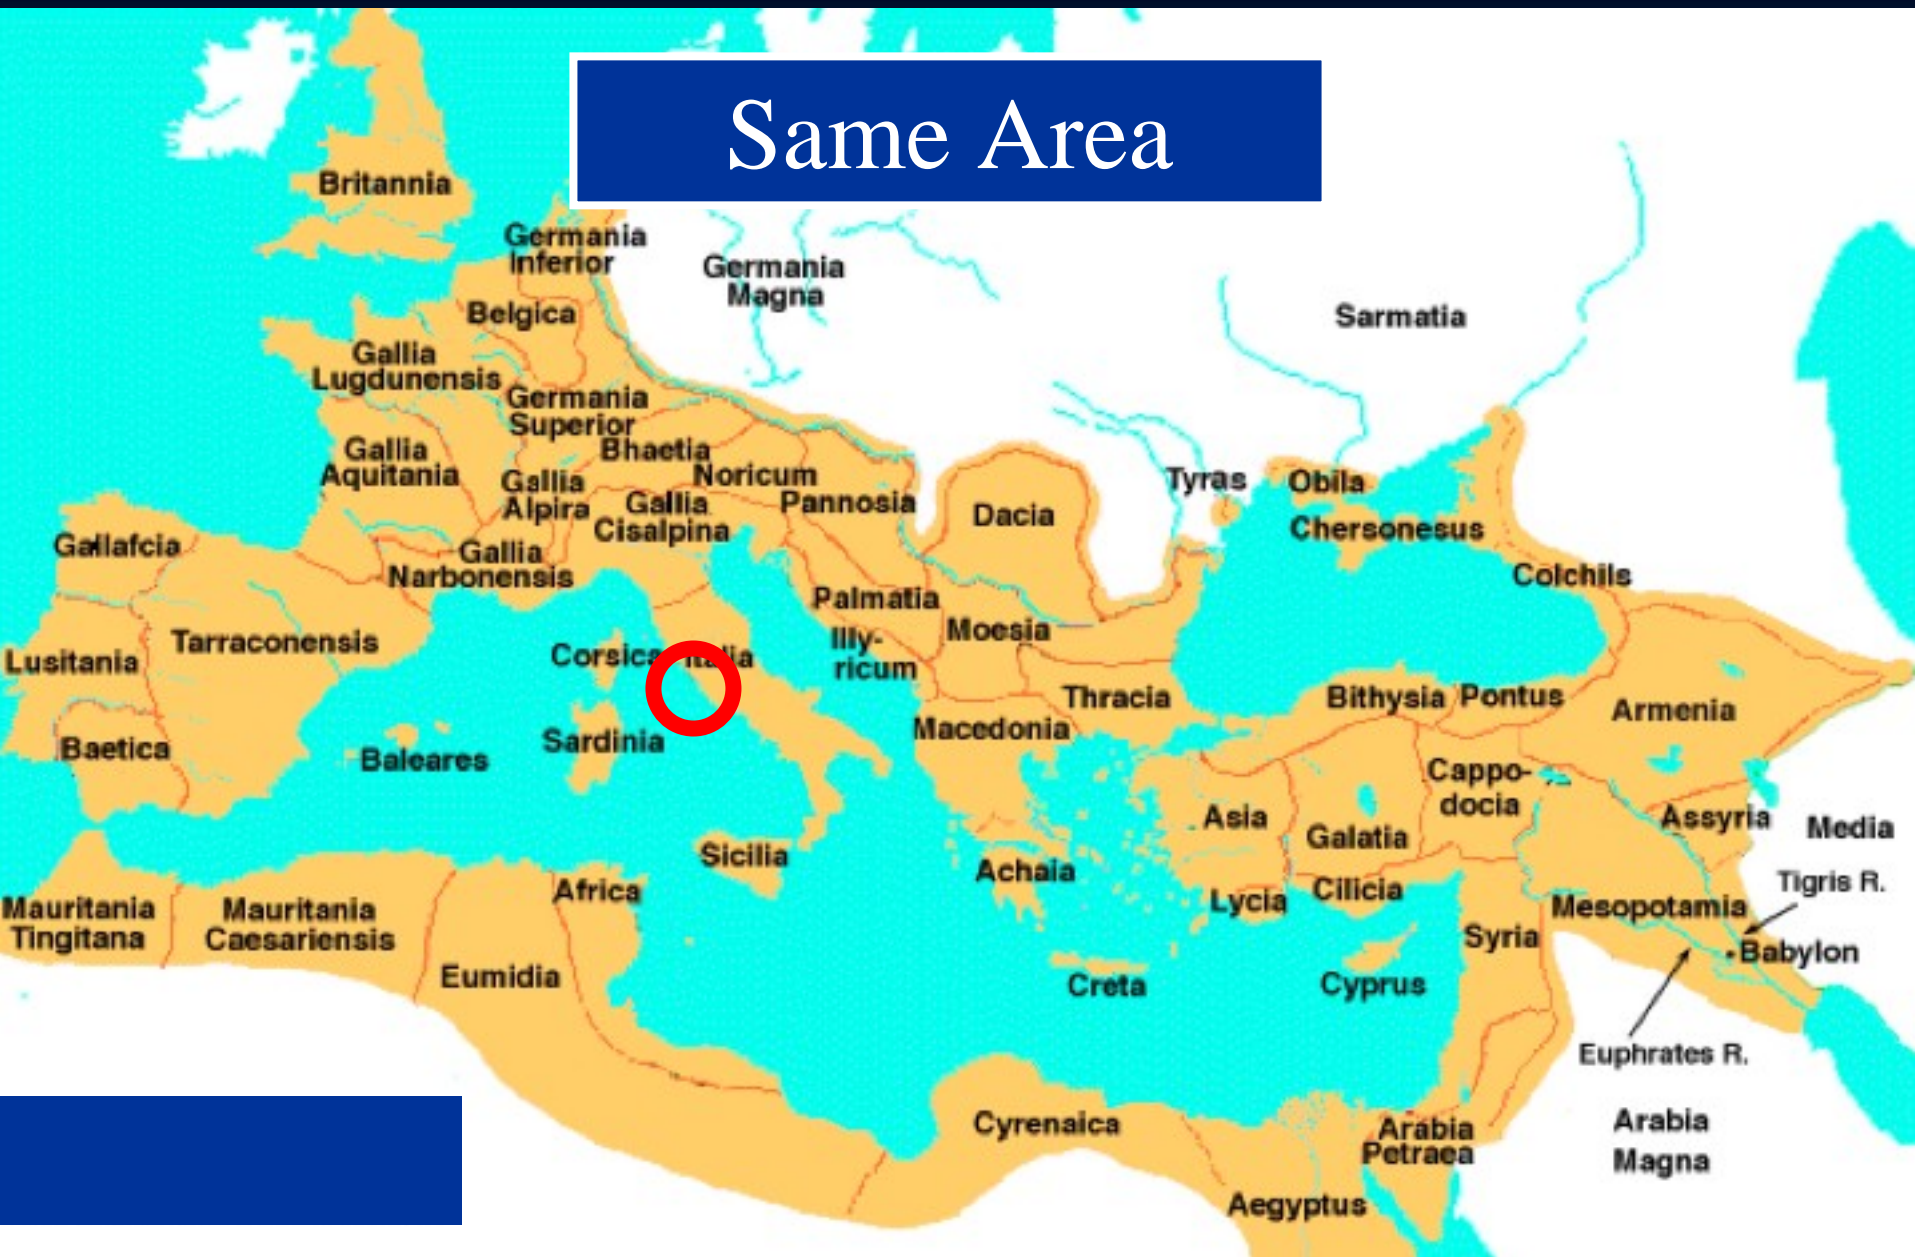 Same Area
Britannia
Germania
Inferior
Germania
Magna
Belgica
Sarmatia
Gallia
Lugdunensis
Germania
Superior
Gallia
Aquitania
Bhaetia
Noricum
Gallia
Alpira
Gallia
Cisalpina
Pannosia
Dacia
Tyras
Obila
Chersonesus
Gallafcia
Gallia
Narbonensis
Colchils
Palmatia
Moesia
Illy-
ricum
Tarraconensis
Lusitania
Corsica
Italia
Thracia
Bithysia
Pontus
Armenia
Macedonia
Baetica
Baleares
Sardinia
Cappo-
docia
Asia
Galatia
Assyria
Media
Sicilia
Achaia
Tigris R.
Africa
Lycia
Cilicia
Mauritania
Tingitana
Mauritania
Caesariensis
Mesopotamia
Syria
Babylon
Eumidia
Creta
Cyprus
Euphrates R.
Cyrenaica
Arabia
Petraea
Arabia
Magna
Aegyptus